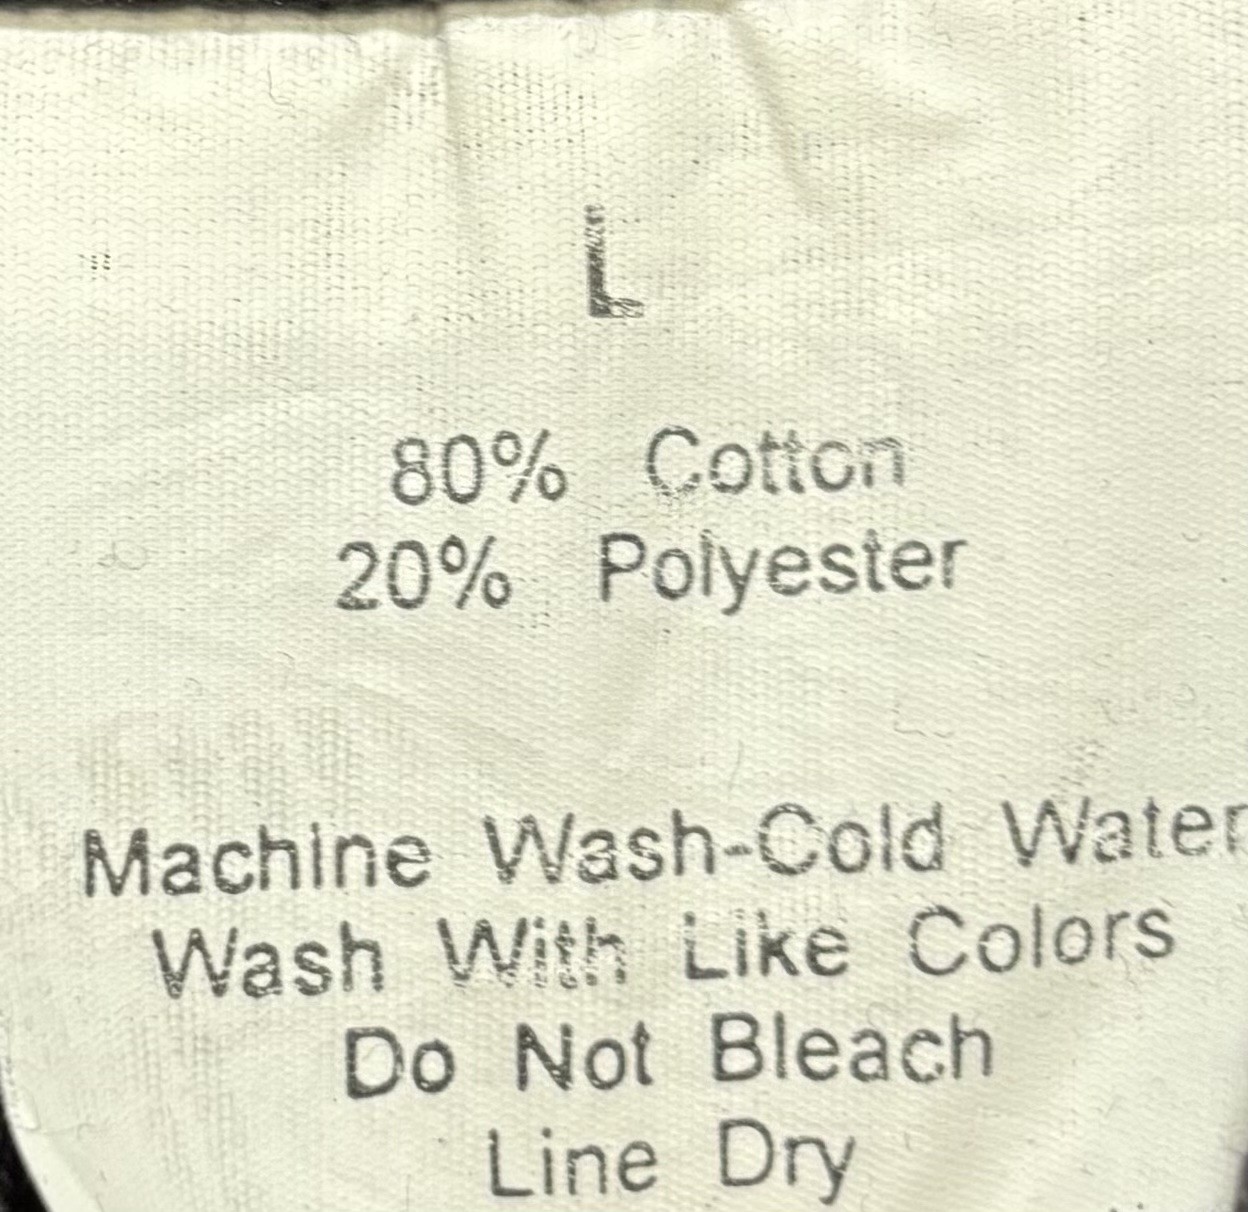 L
80% Cotton
20% Polyester
Machine Wash-Cold Water
Wash With Like Colors
Do Not Bleach
Line Dry